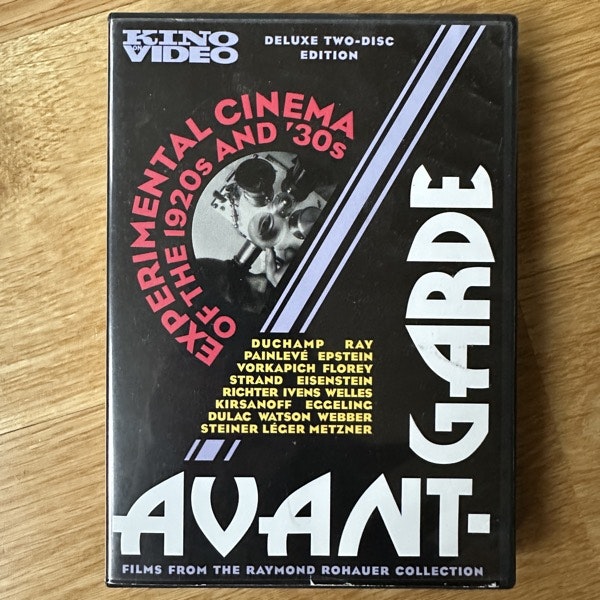 KINO
ON
VIDEO
DELUXE TWO-DISC
EDITION
EXPERIMENTAL CINEMA
OF THE 1920s AND '30s
DUCHAMP RAY
PAINLEVÉ EPSTEIN
VORKAPICH FLOREY
STRAND EISENSTEIN
RICHTER IVENS WELLES
KIRSANOFF EGGELING
DULAC WATSON WEBBER
STEINER LÉGER METZNER
AVANT-
GARDE
FILMS FROM THE RAYMOND ROHAUER COLLECTION